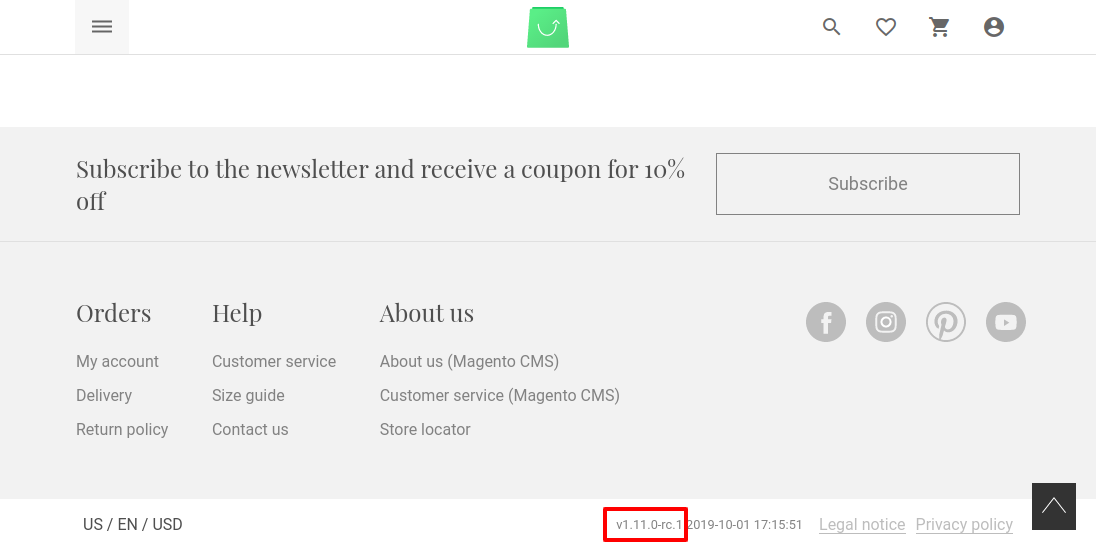 Subscribe to the newsletter and receive a coupon for 10%
off
Subscribe
Orders
My account
Delivery
Return policy
Help
Customer service
Size guide
Contact us
About us
About us (Magento CMS)
Customer service (Magento CMS)
Store locator
US / EN / USD
v1.11.0-rc.1 2019-10-01 17:15:51 Legal notice Privacy policy